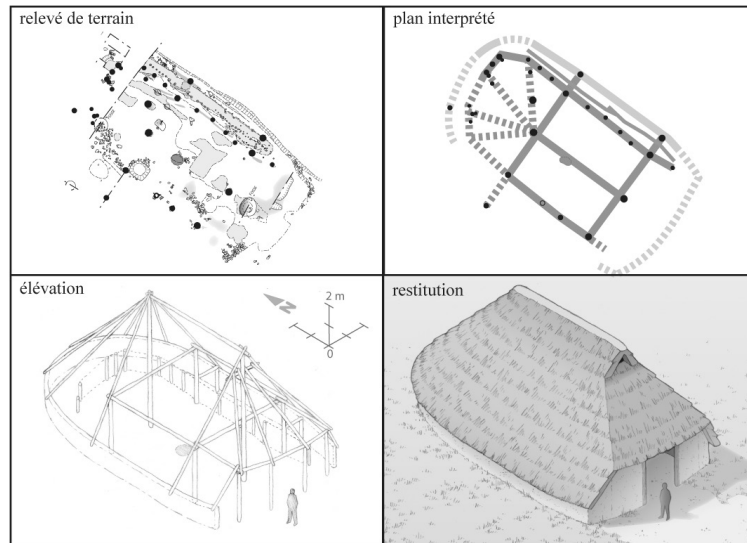 relevé de terrain
plan interprété
élévation
N
2 m
0
restitution